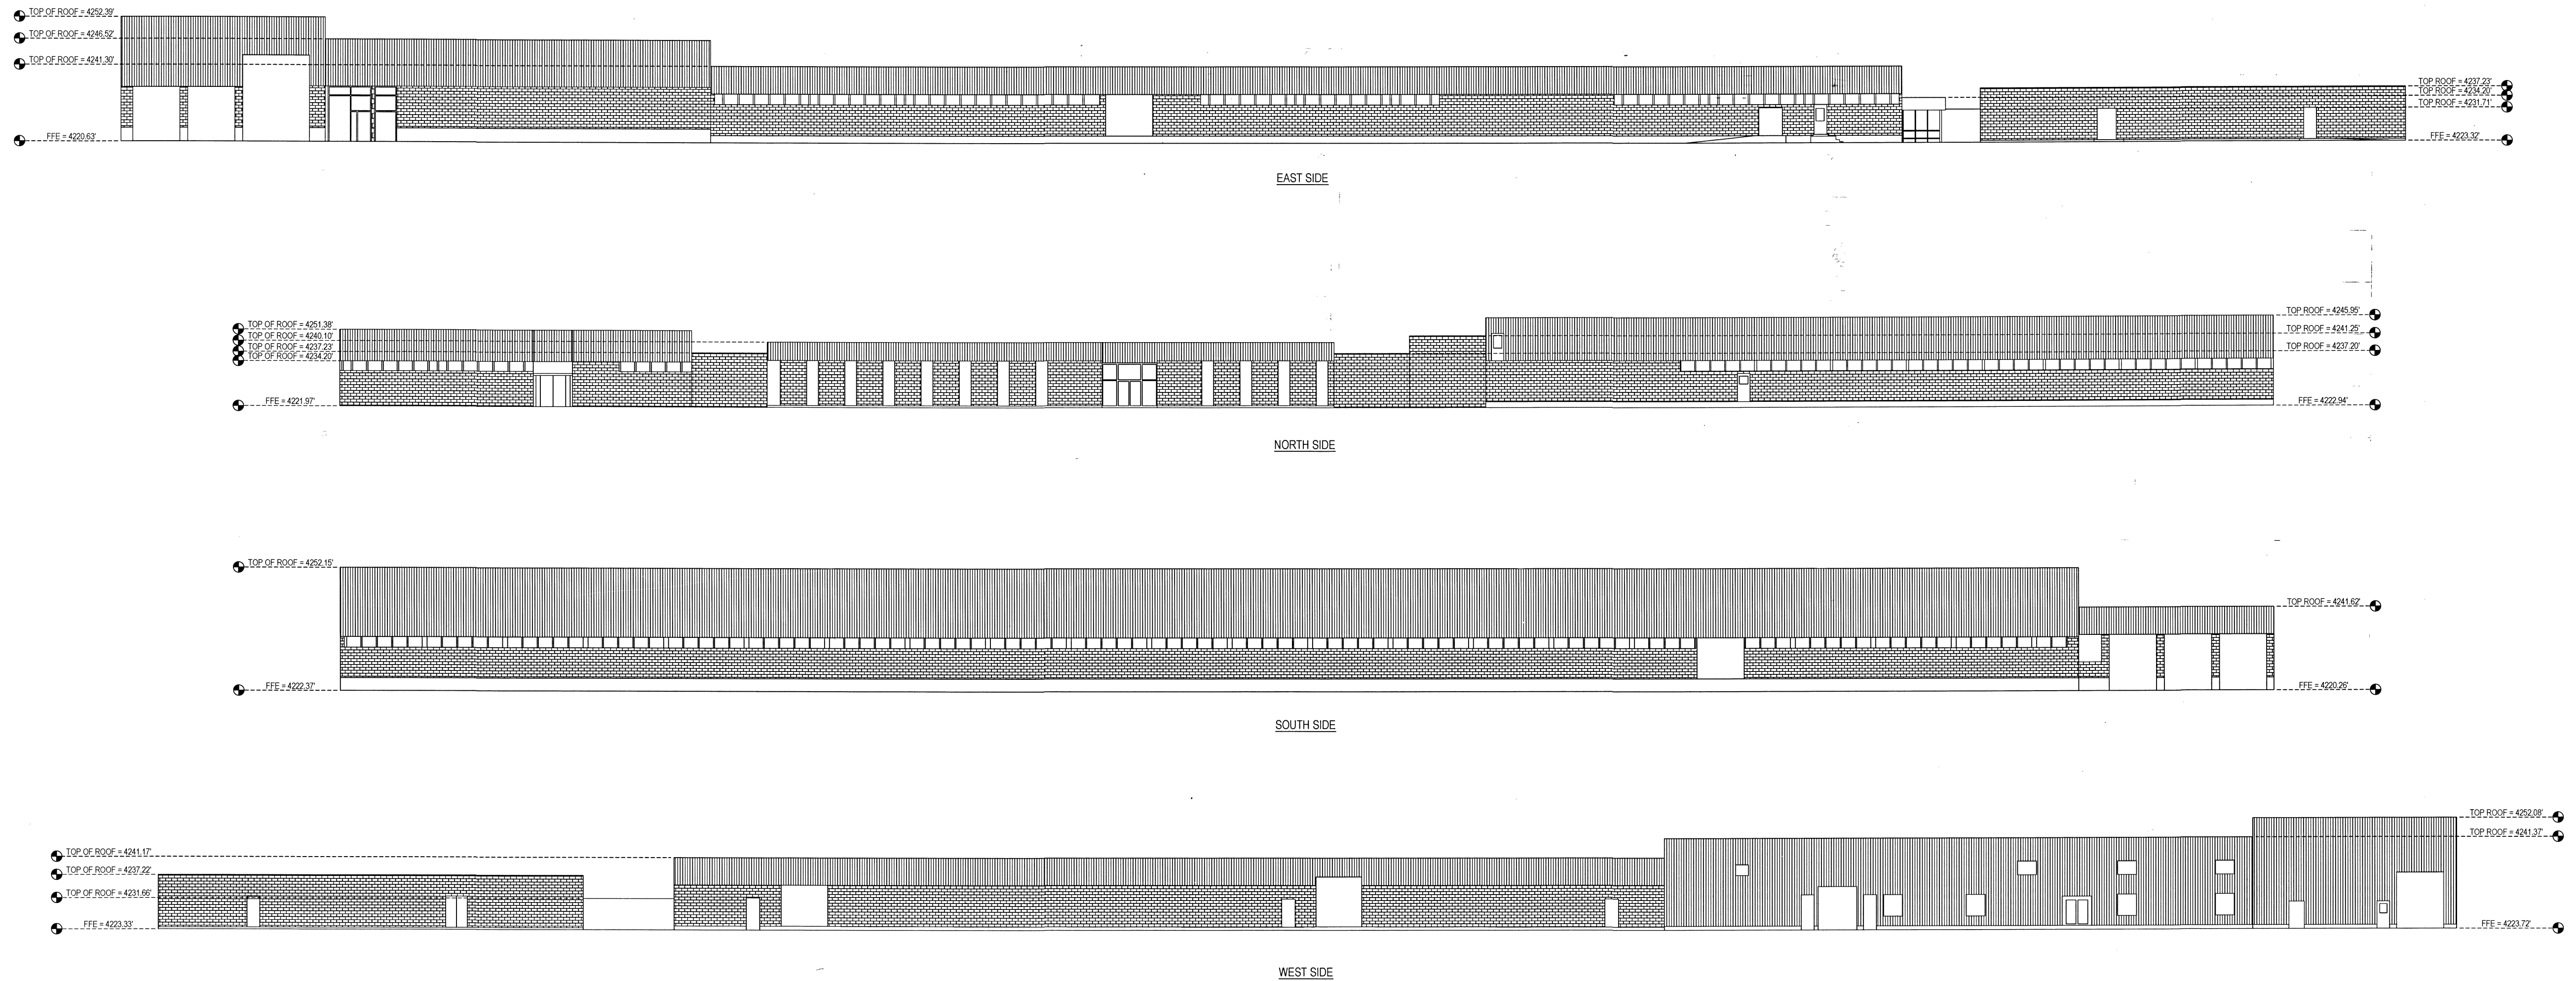 TOP OF ROOF = 4252.39'
TOP OF ROOF = 4246.52'
TOP OF ROOF = 4241.30'
FFE = 4220.63'
TOP ROOF = 4237.23'
TOP ROOF = 4234.20'
TOP ROOF = 4231.71'
FFE = 4223.32'
EAST SIDE
TOP OF ROOF = 4251.38'
TOP OF ROOF = 4240.10'
TOP OF ROOF = 4237.23'
TOP OF ROOF = 4234.20'
FFE = 4221.97'
TOP ROOF = 4245.95'
TOP ROOF = 4241.25'
TOP ROOF = 4237.20'
FFE = 4222.94'
NORTH SIDE
TOP OF ROOF = 4252.15'
FFE = 4222.37'
TOP ROOF = 4241.62'
FFE = 4220.26'
SOUTH SIDE
TOP OF ROOF = 4241.17'
TOP OF ROOF = 4237.22'
TOP OF ROOF = 4231.66'
FFE = 4223.33'
TOP ROOF = 4252.08'
TOP ROOF = 4241.37'
FFE = 4223.72'
WEST SIDE